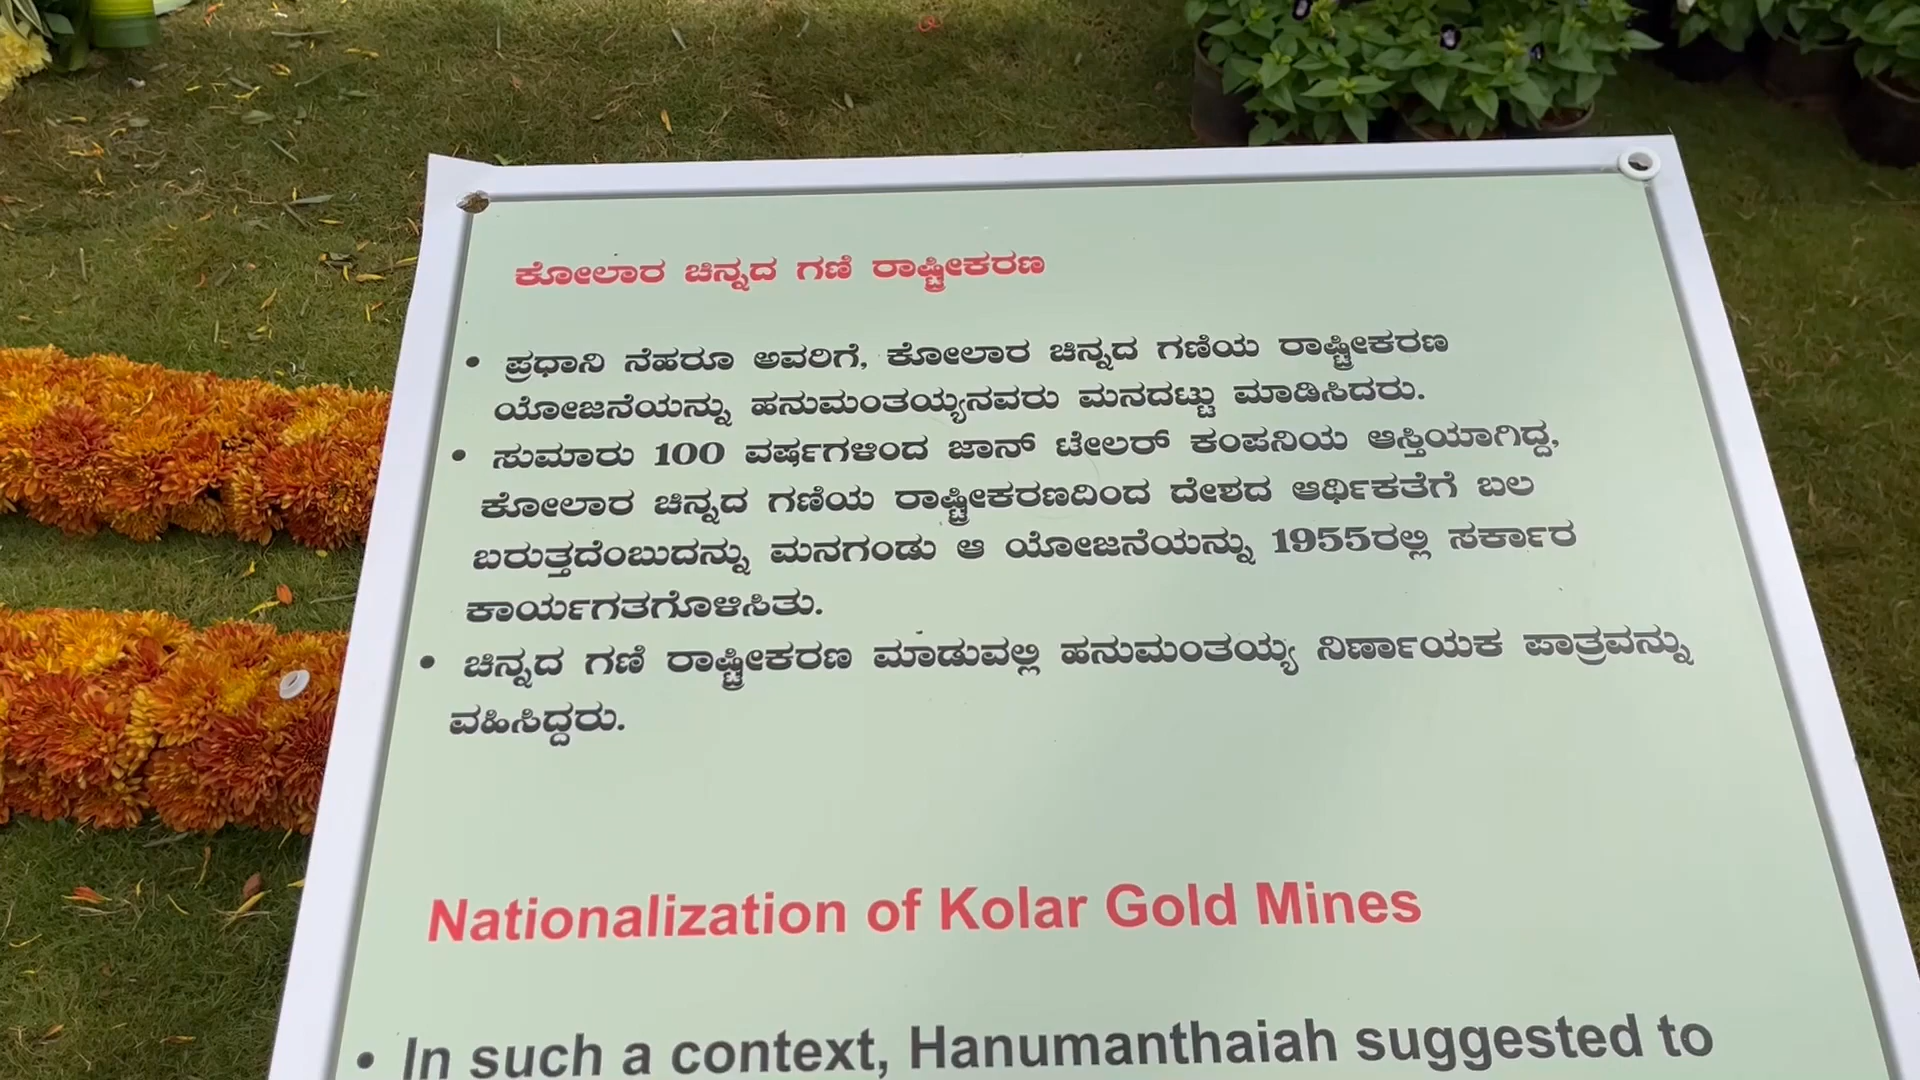 ಕೋಲಾರ ಚಿನ್ನದ ಗಣಿ ರಾಷ್ಟ್ರೀಕರಣ
• ಪ್ರಧಾನಿ ನೆಹರೂ ಅವರಿಗೆ, ಕೋಲಾರ ಚಿನ್ನದ ಗಣಿಯ ರಾಷ್ಟ್ರೀಕರಣ
ಯೋಜನೆಯನ್ನು ಹನುಮಂತಯ್ಯನವರು ಮನದಟ್ಟು ಮಾಡಿಸಿದರು.
• ಸುಮಾರು 100 ವರ್ಷಗಳಿಂದ ಜಾನ್ ಟೇಲರ್ ಕಂಪನಿಯ ಆಸ್ತಿಯಾಗಿದ್ದ,
ಕೋಲಾರ ಚಿನ್ನದ ಗಣಿಯ ರಾಷ್ಟ್ರೀಕರಣದಿಂದ ದೇಶದ ಆರ್ಥಿಕತೆಗೆ ಬಲ
ಬರುತ್ತದೆಂಬುದನ್ನು ಮನಗಂಡು ಆ ಯೋಜನೆಯನ್ನು 1955ರಲ್ಲಿ ಸರ್ಕಾರ
ಕಾರ್ಯಗತಗೊಳಿಸಿತು.
• ಚಿನ್ನದ ಗಣಿ ರಾಷ್ಟ್ರೀಕರಣ ಮಾಡುವಲ್ಲಿ ಹನುಮಂತಯ್ಯ ನಿರ್ಣಾಯಕ ಪಾತ್ರವನ್ನು
ವಹಿಸಿದ್ದರು.
Nationalization of Kolar Gold Mines
• In such a context, Hanumanthaiah suggested to